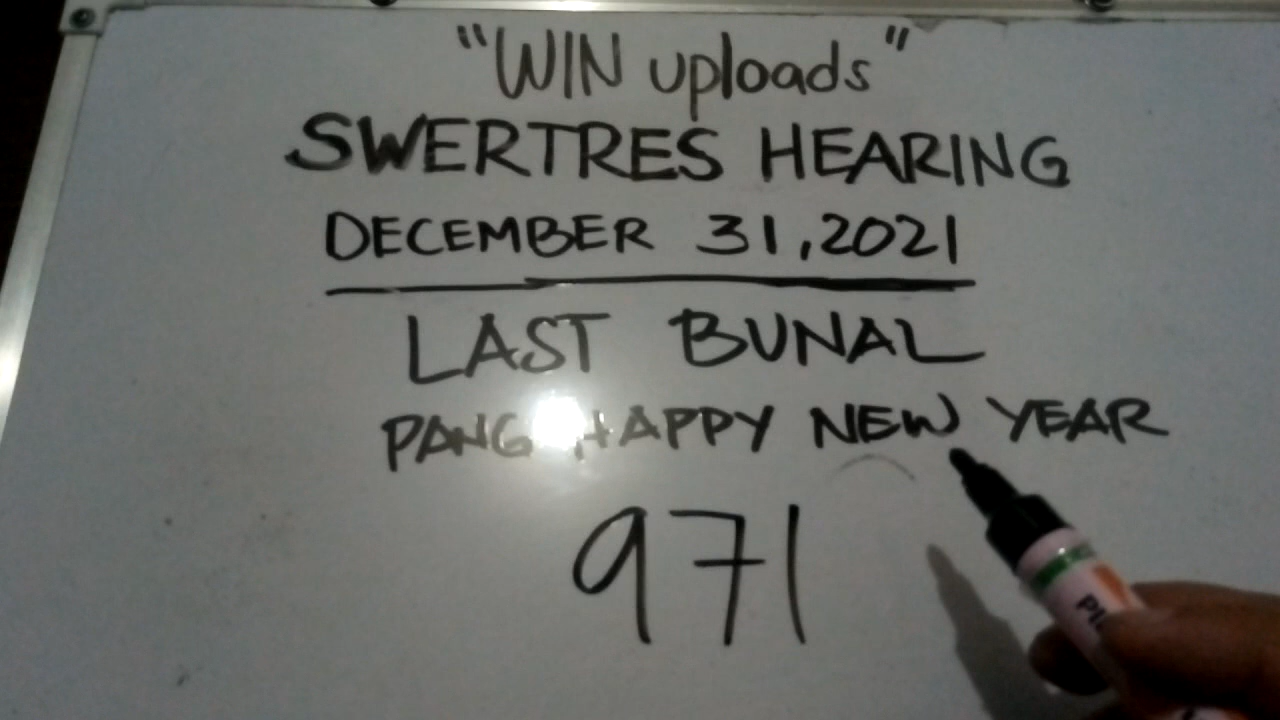 "WIN uploads"
SWERTRES HEARING
DECEMBER 31,2021
LAST BUNAL
PANG HAPPY NEW YEAR
971